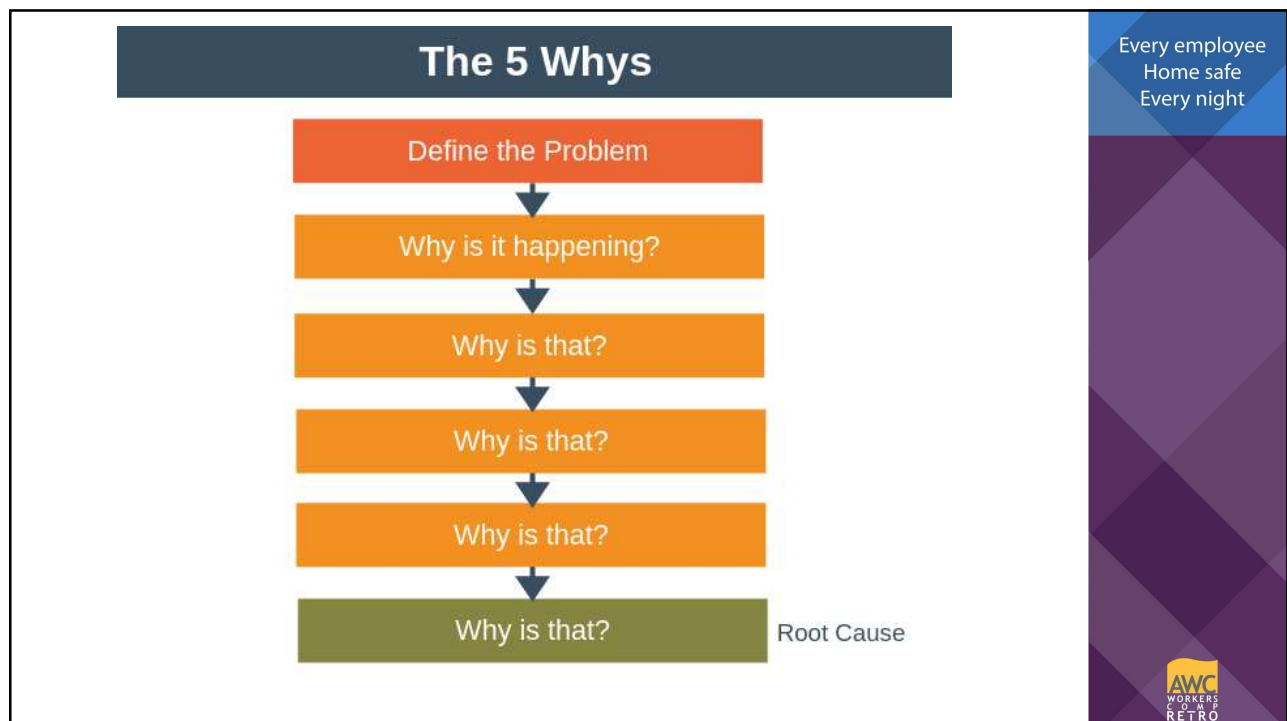 The 5 Whys
Define the Problem
Why is it happening?
Why is that?
Why is that?
Why is that?
Why is that?
Root Cause
Every employee
Home safe
Every night
AWC
WORKERS
COMP
RETRO